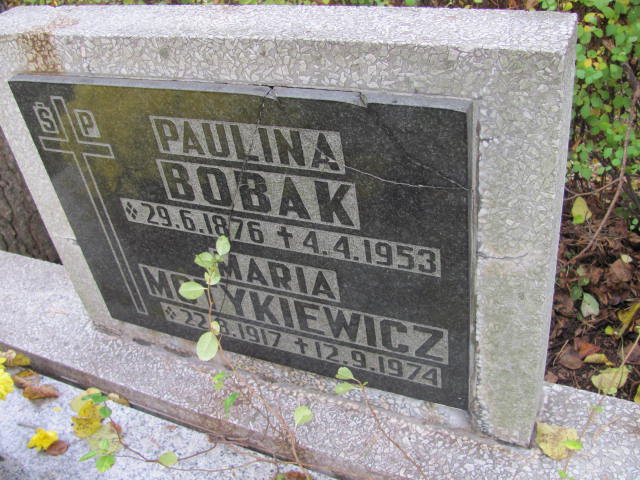 Ś P
PAULINA
BOBAK
* 29.6.1876 + 4.4.1953
MARIA
+ 12.9.1974